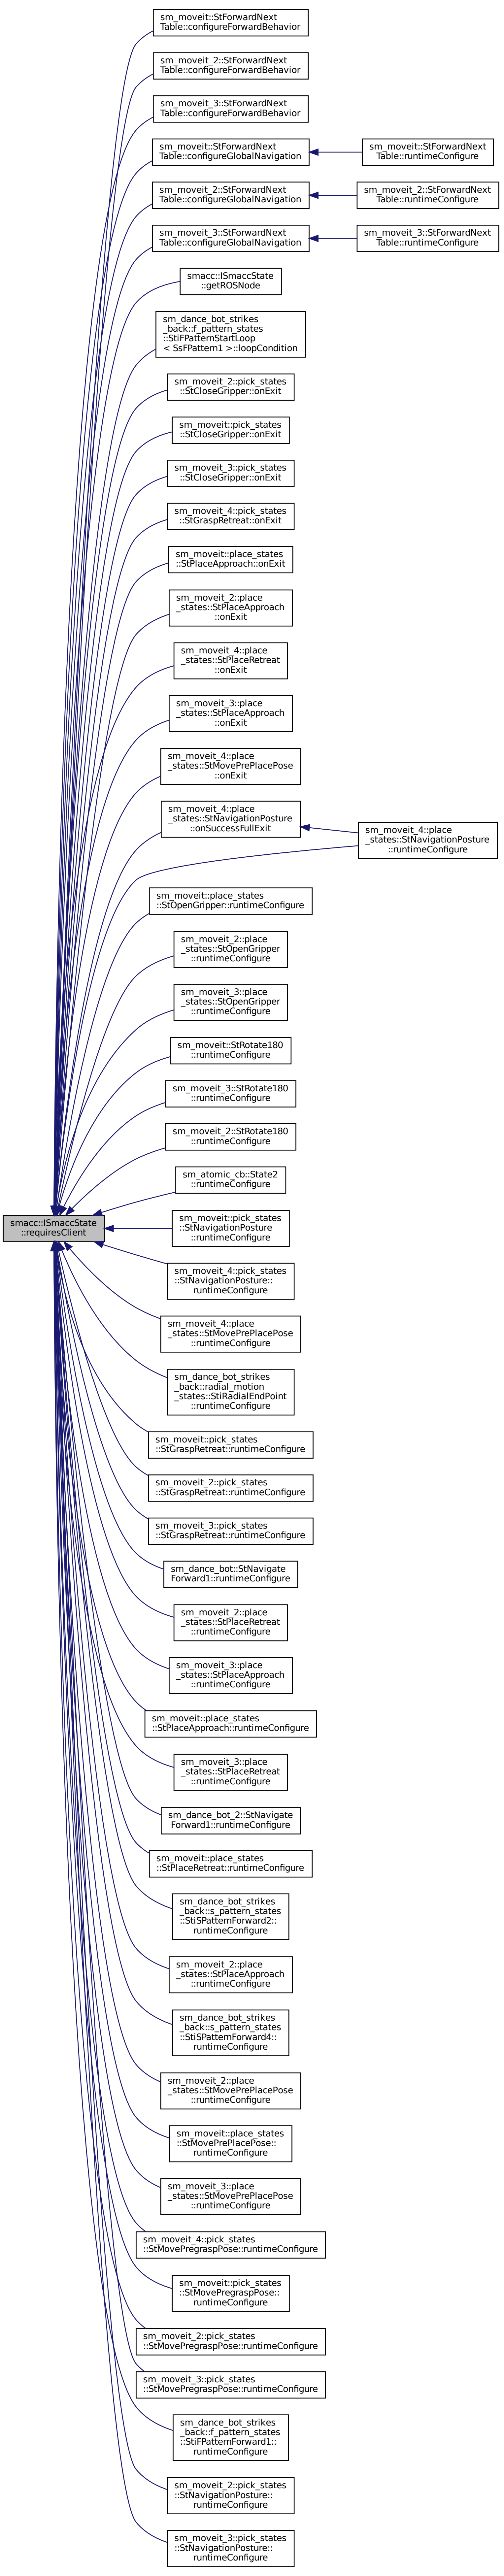 sm_moveit::StForwardNext
Table::configureForwardBehavior
sm_moveit_2::StForwardNext
Table::configureForwardBehavior
sm_moveit_3::StForwardNext
Table::configureForwardBehavior
sm_moveit::StForwardNext
Table::configureGlobalNavigation
sm_moveit::StForwardNext
Table::runtimeConfigure
sm_moveit_2::StForwardNext
Table::configureGlobalNavigation
sm_moveit_2::StForwardNext
Table::runtimeConfigure
sm_moveit_3::StForwardNext
Table::configureGlobalNavigation
sm_moveit_3::StForwardNext
Table::runtimeConfigure
smacc::ISmaccState
::getROSNode
sm_dance_bot_strikes
_back::f_pattern_states
::StiFPatternStartLoop
< SsFPattern1 >::loopCondition
sm_moveit_2::pick_states
::StCloseGripper::onExit
sm_moveit::pick_states
::StCloseGripper::onExit
sm_moveit_3::pick_states
::StCloseGripper::onExit
sm_moveit_4::pick_states
::StGraspRetreat::onExit
sm_moveit::place_states
::StPlaceApproach::onExit
sm_moveit_2::place
_states::StPlaceApproach
::onExit
sm_moveit_4::place
_states::StPlaceRetreat
::onExit
sm_moveit_3::place
_states::StPlaceApproach
::onExit
sm_moveit_4::place
_states::StMovePrePlacePose
::onExit
sm_moveit_4::place
_states::StNavigationPosture
::onSuccessFullExit
sm_moveit_4::place
_states::StNavigationPosture
::runtimeConfigure
sm_moveit::place_states
::StOpenGripper::runtimeConfigure
sm_moveit_2::place
_states::StOpenGripper
::runtimeConfigure
sm_moveit_3::place
_states::StOpenGripper
::runtimeConfigure
sm_moveit::StRotate180
::runtimeConfigure
sm_moveit_3::StRotate180
::runtimeConfigure
sm_moveit_2::StRotate180
::runtimeConfigure
sm_atomic_cb::State2
::runtimeConfigure
smacc::ISmaccState
::requiresClient
sm_moveit::pick_states
::StNavigationPosture
::runtimeConfigure
sm_moveit_4::pick_states
::StNavigationPosture::
runtimeConfigure
sm_moveit_4::place
_states::StMovePrePlacePose
::runtimeConfigure
sm_dance_bot_strikes
_back::radial_motion
_states::StiRadialEndPoint
::runtimeConfigure
sm_moveit::pick_states
::StGraspRetreat::runtimeConfigure
sm_moveit_2::pick_states
::StGraspRetreat::runtimeConfigure
sm_moveit_3::pick_states
::StGraspRetreat::runtimeConfigure
sm_dance_bot::StNavigate
Forward1::runtimeConfigure
sm_moveit_2::place
_states::StPlaceRetreat
::runtimeConfigure
sm_moveit_3::place
_states::StPlaceApproach
::runtimeConfigure
sm_moveit::place_states
::StPlaceApproach::runtimeConfigure
sm_moveit_3::place
_states::StPlaceRetreat
::runtimeConfigure
sm_dance_bot_2::StNavigate
Forward1::runtimeConfigure
sm_moveit::place_states
::StPlaceRetreat::runtimeConfigure
sm_dance_bot_strikes
_back::s_pattern_states
::StiSPatternForward2::
runtimeConfigure
sm_moveit_2::place
_states::StPlaceApproach
::runtimeConfigure
sm_dance_bot_strikes
_back::s_pattern_states
::StiSPatternForward4::
runtimeConfigure
sm_moveit_2::place
_states::StMovePrePlacePose
::runtimeConfigure
sm_moveit::place_states
::StMovePrePlacePose::
runtimeConfigure
sm_moveit_3::place
_states::StMovePrePlacePose
::runtimeConfigure
sm_moveit_4::pick_states
::StMovePregraspPose::runtimeConfigure
sm_moveit::pick_states
::StMovePregraspPose::
runtimeConfigure
sm_moveit_2::pick_states
::StMovePregraspPose::runtimeConfigure
sm_moveit_3::pick_states
::StMovePregraspPose::runtimeConfigure
sm_dance_bot_strikes
_back::f_pattern_states
::StiFPatternForward1::
runtimeConfigure
sm_moveit_2::pick_states
::StNavigationPosture::
runtimeConfigure
sm_moveit_3::pick_states
::StNavigationPosture::
runtimeConfigure